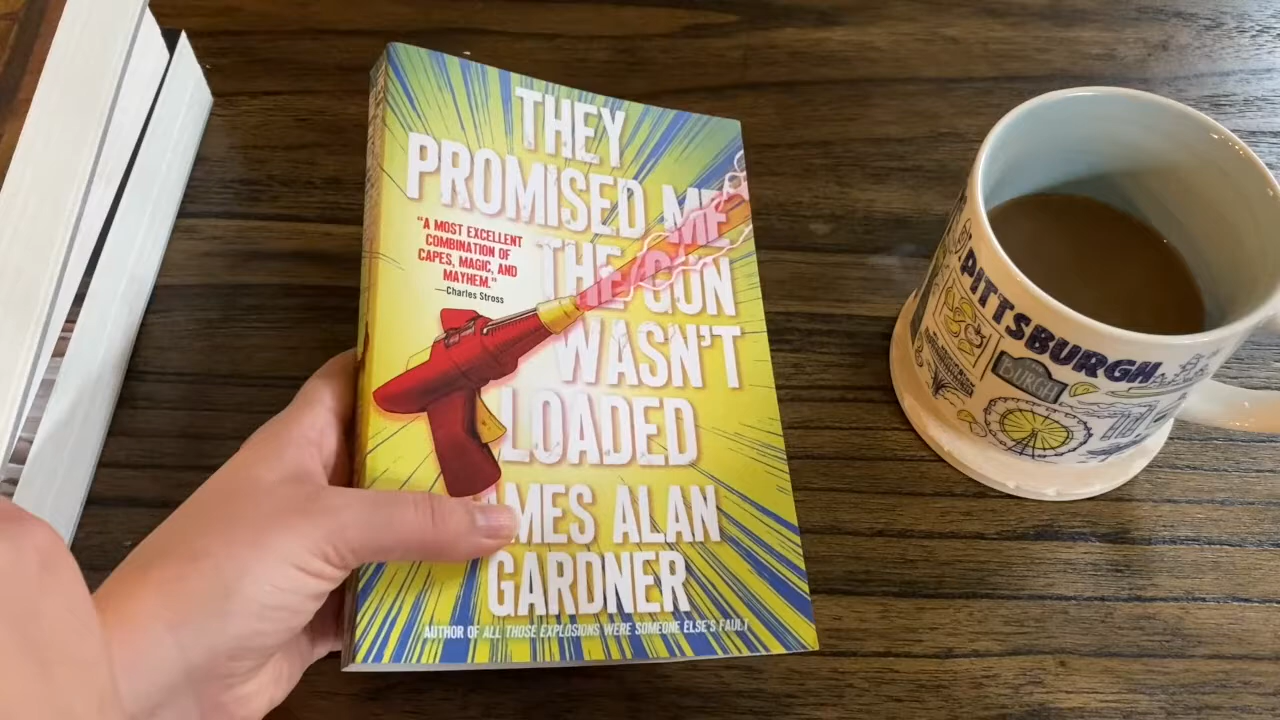 THEY
PROMISED ME
THE GUN
WASN'T
LOADED
"A MOST EXCELLENT
COMBINATION OF
CAPES, MAGIC, AND
MAYHEM."
—Charles Stross
AMES ALAN
GARDNER
AUTHOR OF ALL THOSE EXPLOSIONS WERE SOMEONE ELSE'S FAULT
PITTSBURGH
BURGH